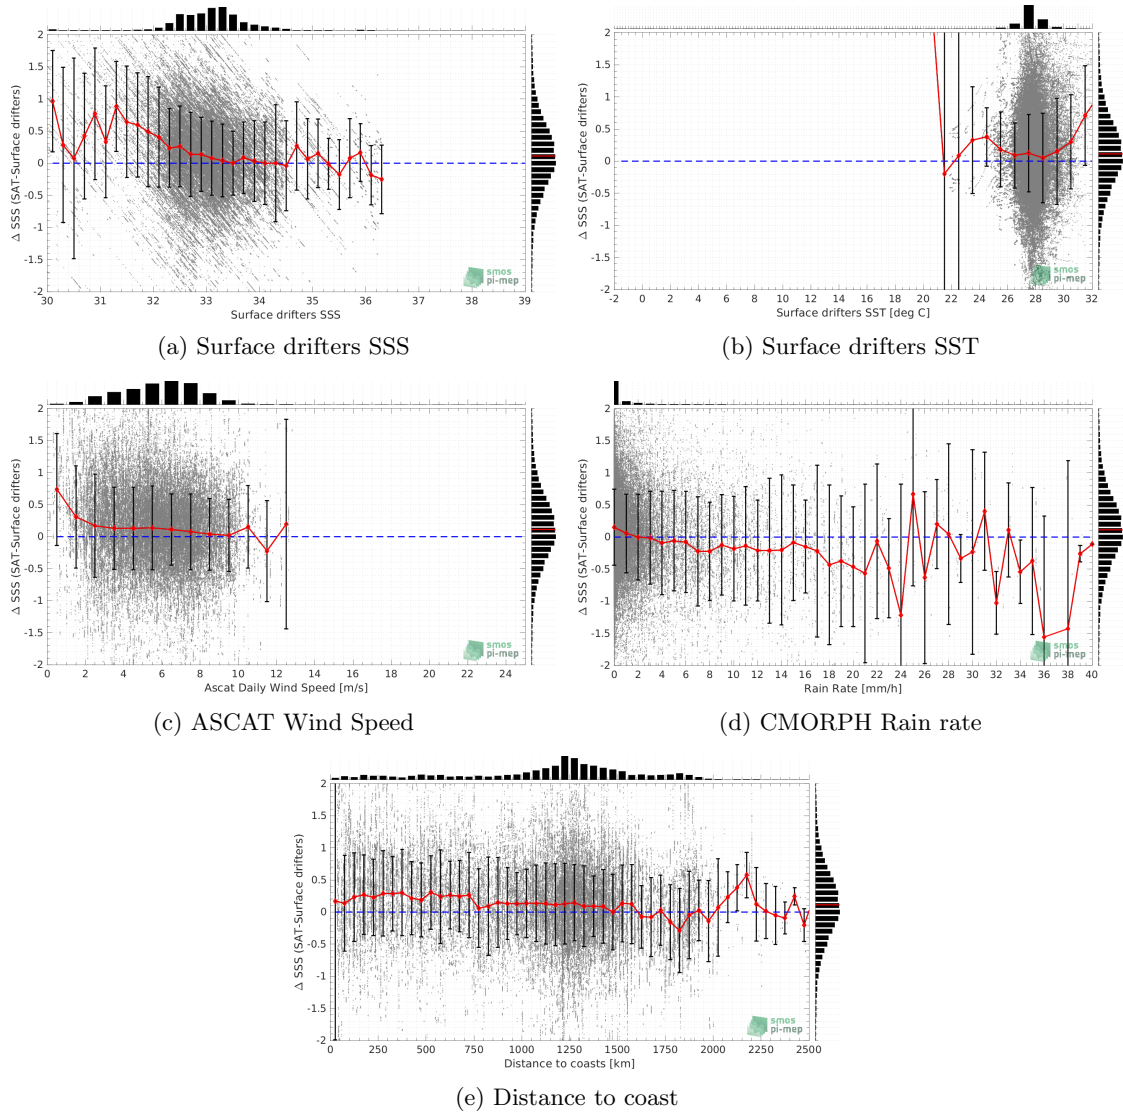 2
1.5
1
0.5
0
-0.5
-1
-1.5
-2
Δ SSS (SAT-Surface drifters)
30 31 32 33 34 35 36 37 38 39
Surface drifters SSS
smos
pi-mep
(a) Surface drifters SSS
2
1.5
1
0.5
0
-0.5
-1
-1.5
-2
Δ SSS (SAT-Surface drifters)
-2 0 2 4 6 8 10 12 14 16 18 20 22 24 26 28 30 32
Surface drifters SST [deg C]
smos
pi-mep
(b) Surface drifters SST
2
1.5
1
0.5
0
-0.5
-1
-1.5
-2
Δ SSS (SAT-Surface drifters)
0 2 4 6 8 10 12 14 16 18 20 22 24
Ascat Daily Wind Speed [m/s]
smos
pi-mep
(c) ASCAT Wind Speed
2
1.5
1
0.5
0
-0.5
-1
-1.5
-2
Δ SSS (SAT-Surface drifters)
0 2 4 6 8 10 12 14 16 18 20 22 24 26 28 30 32 34 36 38 40
Rain Rate [mm/h]
smos
pi-mep
(d) CMORPH Rain rate
2
1.5
1
0.5
0
-0.5
-1
-1.5
-2
Δ SSS (SAT-Surface drifters)
0 250 500 750 1000 1250 1500 1750 2000 2250 2500
Distance to coasts [km]
smos
pi-mep
(e) Distance to coast